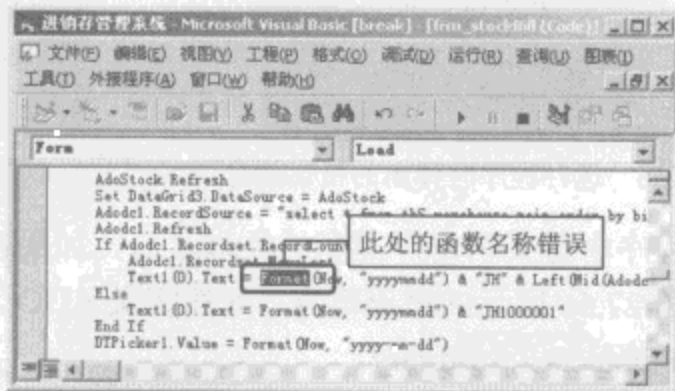 进销存管理系统 - Microsoft Visual Basic [break] - [frm_stockbill (Code)]
文件(F) 编辑(E) 视图(V) 工程(P) 格式(O) 调试(D) 运行(R) 查询(U) 图表(I)
工具(T) 外接程序(A) 窗口(W) 帮助(H)
Form Load
AdoStock.Refresh
Set DataGrid3.DataSource = AdoStock
Adodc1.RecordSource = "select * from order by bi
Adodc1.Refresh
If Adodc1.Recordset.RecordCount
此处的函数名称错误
Adodc1.Recordset.MoveLast
Text1(0).Text = (Now, "yyyymmdd") & "JH" & Left(Mid(Adodc
Else
Text1(0).Text = Format(Now, "yyyymmdd") & "JH1000001"
End If
DTPicker1.Value = Format(Now, "yyyy-m-dd")